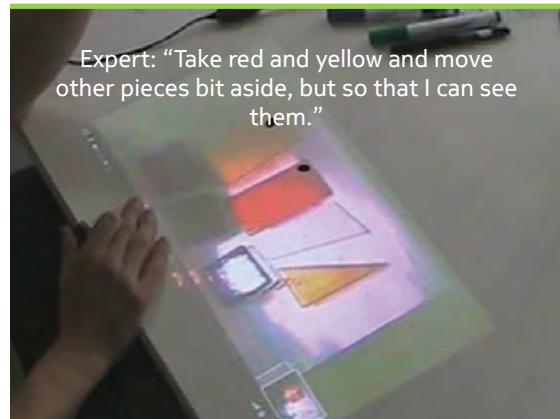 Expert: “Take red and yellow and move
other pieces bit aside, but so that I can see
them.”